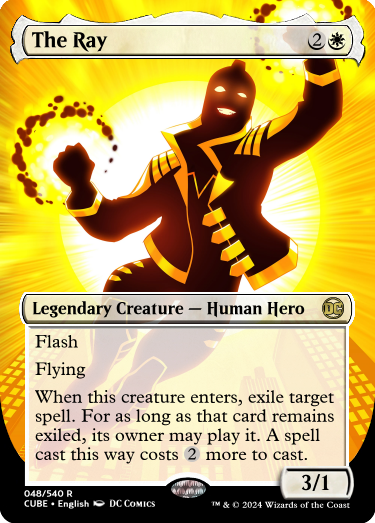 The Ray 2
Legendary Creature — Human Hero DC
Flash
Flying
When this creature enters, exile target
spell. For as long as that card remains
exiled, its owner may play it. A spell
cast this way costs 2 more to cast.
3/1
048/540 R
CUBE • English DC COMICS
™ & © 2024 Wizards of the Coast